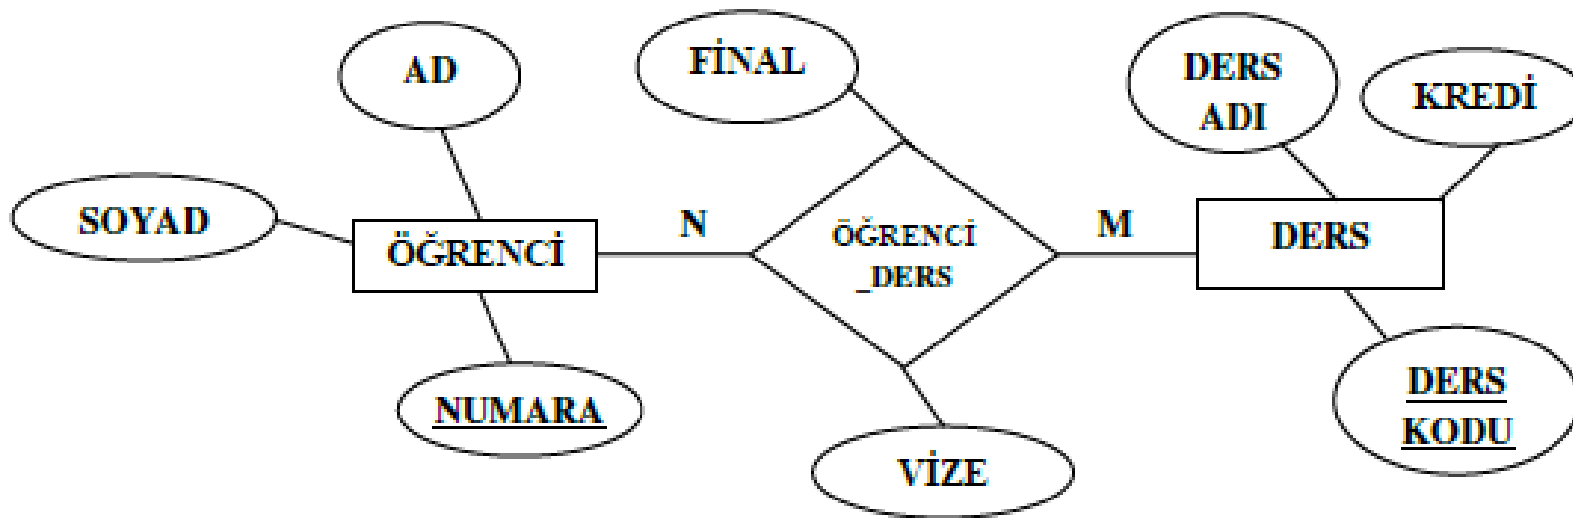 AD
FİNAL
DERS
ADI
KREDİ
SOYAD
ÖĞRENCİ
N
ÖĞRENCİ
_DERS
M
DERS
NUMARA
VİZE
DERS
KODU